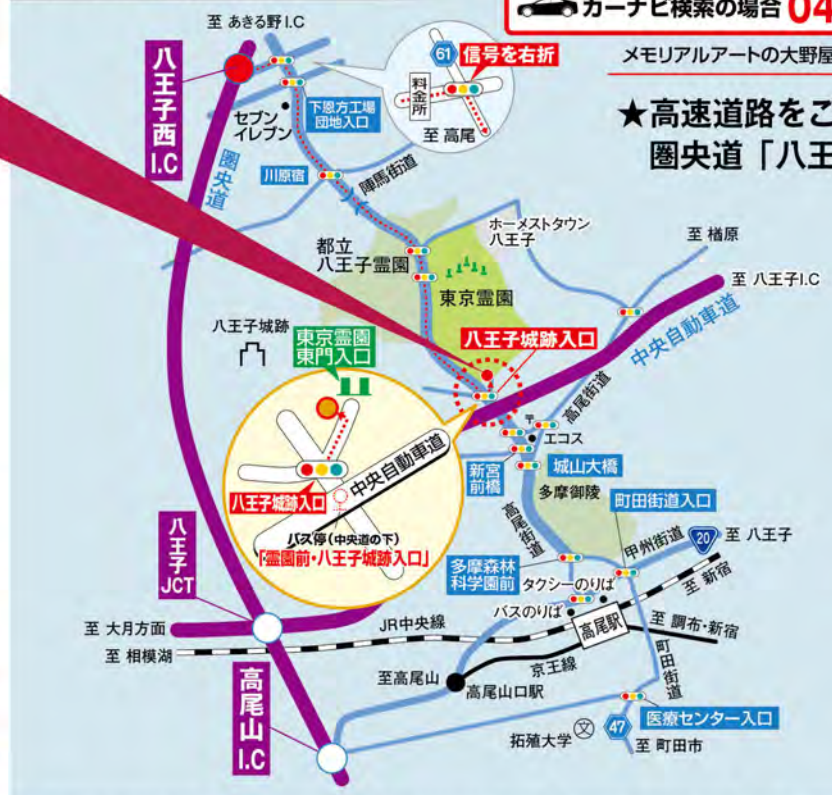 カーナビ検索の場合 04
メモリアルアートの大野屋
★高速道路をご
圏央道「八王
至 あきる野 I.C
八王子西I.C
セブン
イレブン
下恩方工場
団地入口
61
信号を右折
料金所
至 高尾
圏央道
川原宿
陣馬街道
都立
八王子霊園
東京霊園
ホーメストタウン
八王子
至 楢原
至 八王子I.C
中央自動車道
八王子城跡
東京霊園
東門入口
八王子城跡入口
高尾街道
〒
エコス
新宮
前橋
城山大橋
多摩御陵
町田街道入口
中央自動車道
八王子城跡入口
バス停(中央道の下)
「霊園前・八王子城跡入口」
高尾街道
甲州街道
20
至 八王子
多摩森林
科学園前
タクシーのりば
バスのりば
至 新宿
八王子JCT
至 大月方面
JR中央線
高尾駅
至 調布・新宿
至 相模湖
京王線
町田街道
至高尾山
高尾山口駅
高尾山I.C
医療センター入口
拓殖大学
文
47
至 町田市